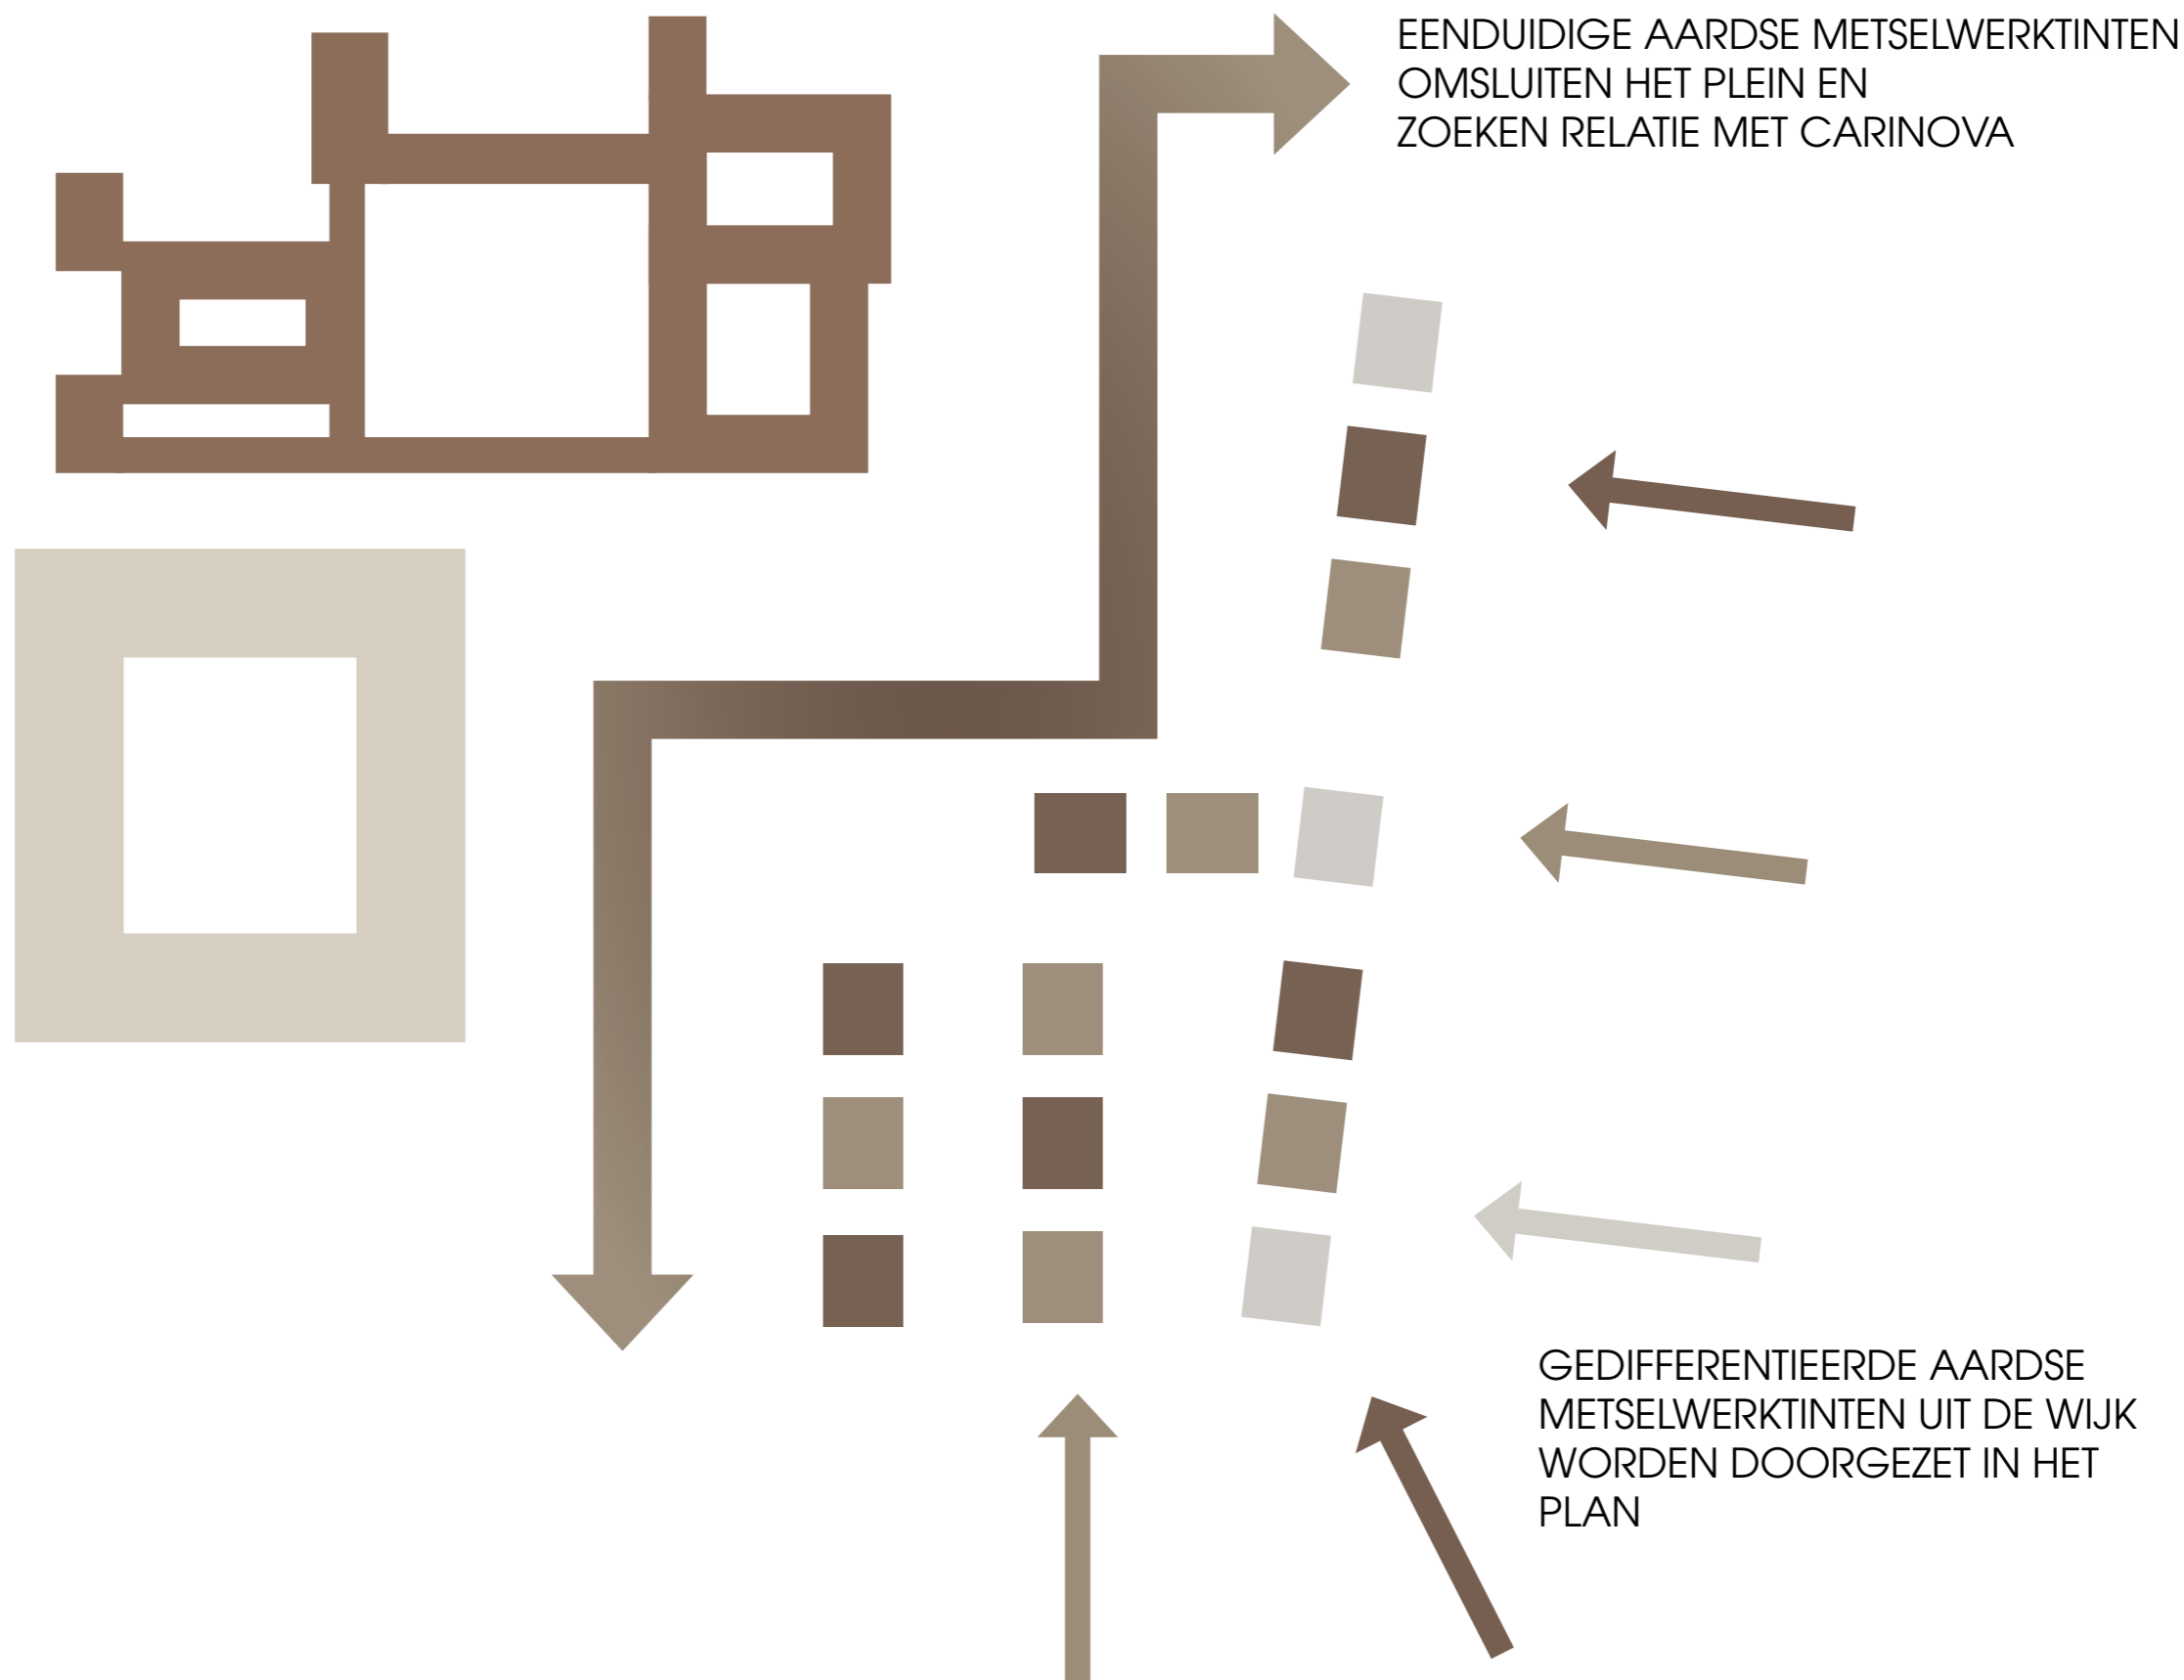 EENDUIDIGE AARDSE METSELWERKTINTEN
OMSLUITEN HET PLEIN EN
ZOEKEN RELATIE MET CARINOVA
GEDIFFERENTIEERDE AARDSE
METSELWERKTINTEN UIT DE WIJK
WORDEN DOORGEZET IN HET
PLAN